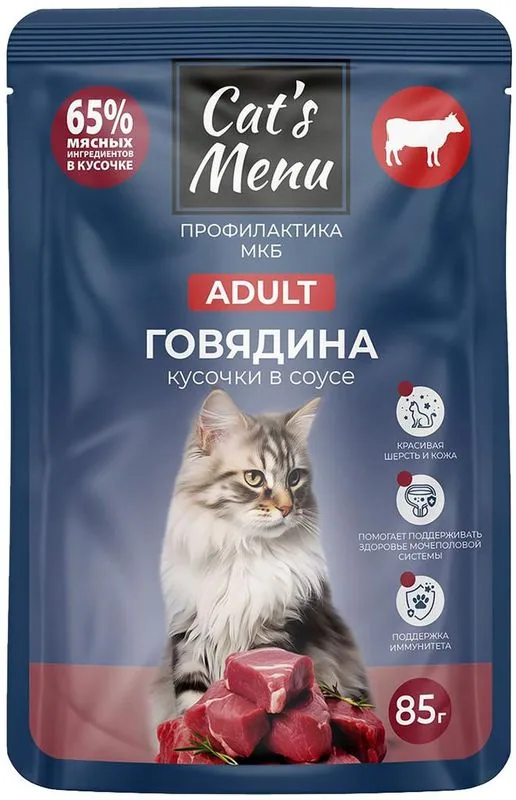 65%
МЯСНЫХ
ИНГРЕДИЕНТОВ
В КУСОЧКЕ
Cat's
Menu
ПРОФИЛАКТИКА
МКБ
ADULT
ГОВЯДИНА
КУСОЧКИ В СОУСЕ
КРАСИВАЯ
ШЕРСТЬ И КОЖА
ПОМОГАЕТ ПОДДЕРЖИВАТЬ
ЗДОРОВЬЕ МОЧЕПОЛОВОЙ
СИСТЕМЫ
ПОДДЕРЖКА
ИММУНИТЕТА
85г